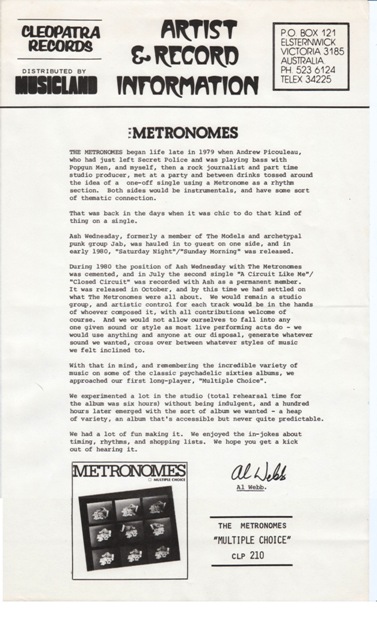 CLEOPATRA
RECORDS
DISTRIBUTED BY
MUSICLAND
ARTIST
& RECORD
INFORMATION
P.O. BOX 121
ELSTERNWICK
VICTORIA 3185
AUSTRALIA
PH. 523 6124
TELEX 34225
METRONOMES
THE METRONOMES began life late in 1979 when Andrew Picouleau,
who had just left Secret Police and was playing bass with
Popgun Men, and myself, then a rock journalist and part time
studio producer, met at a party and between drinks tossed around
the idea of a one-off single using a Metronome as a rhythm
section. Both sides would be instrumentals, and have some sort
of thematic connection.
That was back in the days when it was chic to do that kind of
thing on a single.
Ash Wednesday, formerly a member of The Models and archetypal
punk group Jab, was hauled in to guest on one side, and in
early 1980, "Saturday Night"/"Sunday Morning" was released.
During 1980 the position of Ash Wednesday with The Metronomes
was cemented, and in July the second single "A Circuit Like Me"/
"Closed Circuit" was recorded with Ash as a permanent member.
It was released in October, and by this time we had settled on
what The Metronomes were all about. We would remain a studio
group, and artistic control for each track would be in the hands
of whoever composed it, with all contributions welcome of
course. And we would not allow ourselves to fall into any
one given sound or style as most live performing acts do - we
would use anything and anyone at our disposal, generate whatever
sound we wanted, cross over between whatever styles of music
we felt inclined to.
With that in mind, and remembering the incredible variety of
music on some of the classic psychadelic sixties albums, we
approached our first long-player, "Multiple Choice".
We experimented a lot in the studio (total rehearsal time for
the album was six hours) without being indulgent, and a hundred
hours later emerged with the sort of album we wanted - a heap
of variety, an album that's accessible but never quite predictable.
We had a lot of fun making it. We enjoyed the in-jokes about
timing, rhythms, and shopping lists. We hope you get a kick
out of hearing it.
METRONOMES
MULTIPLE CHOICE
Al Webb
Al Webb.
THE METRONOMES
"MULTIPLE CHOICE"
CLP 210